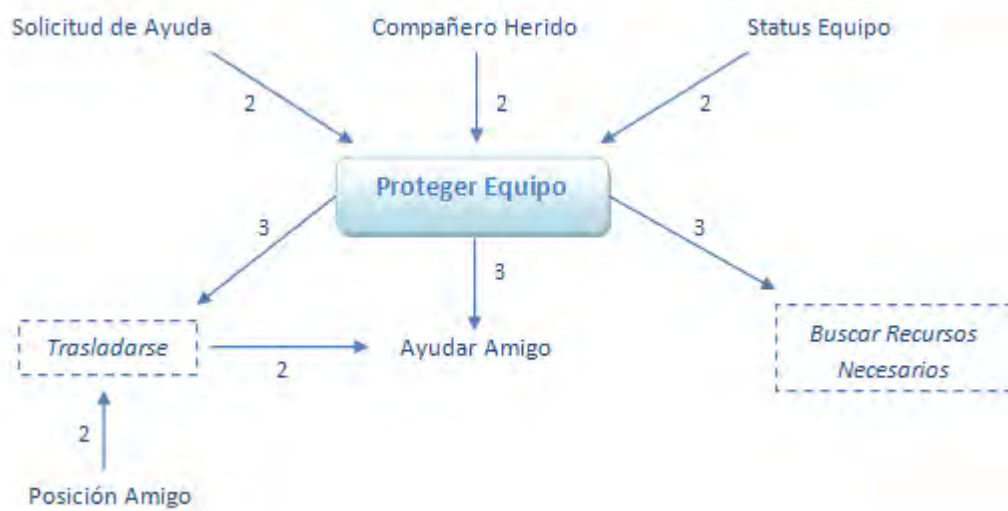 Solicitud de Ayuda
Compañero Herido
Status Equipo
2
2
2
Proteger Equipo
3
3
3
Trasladarse
2
Ayudar Amigo
Buscar Recursos
Necesarios
2
Posición Amigo